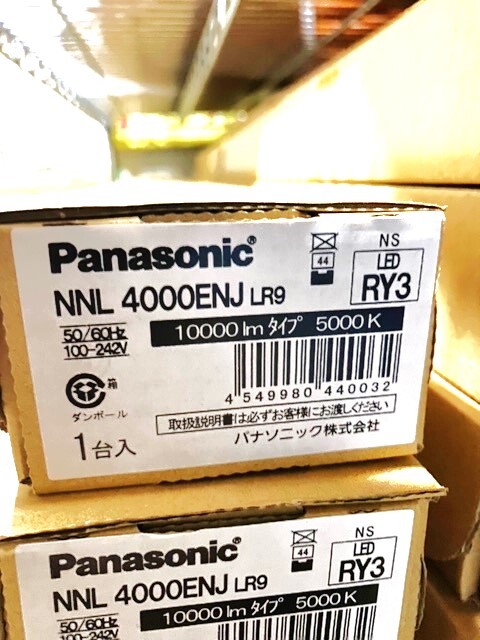 Panasonic®
NNL 4000ENJ LR9
44
NS
LED
RY3
50/60Hz
100-242V
10000 lm タイプ 5000K
4 549980 440032
箱
ダンボール
取扱説明書は必ずお客様にお渡しください
パナソニック株式会社
1台入
Panasonic®
NNL 4000ENJ LR9
44
NS
LED
RY3
50/60Hz
100-242V
10000 lm タイプ 5000K